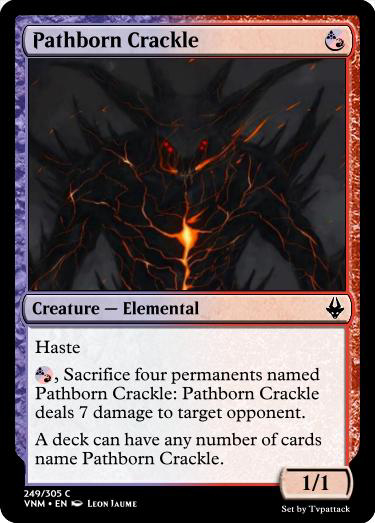 Pathborn Crackle
Creature — Elemental
Haste
, Sacrifice four permanents named
Pathborn Crackle: Pathborn Crackle
deals 7 damage to target opponent.
A deck can have any number of cards
name Pathborn Crackle.
1/1
249/305 C
VNM • EN Leon Jaume
Set by Tvpattack